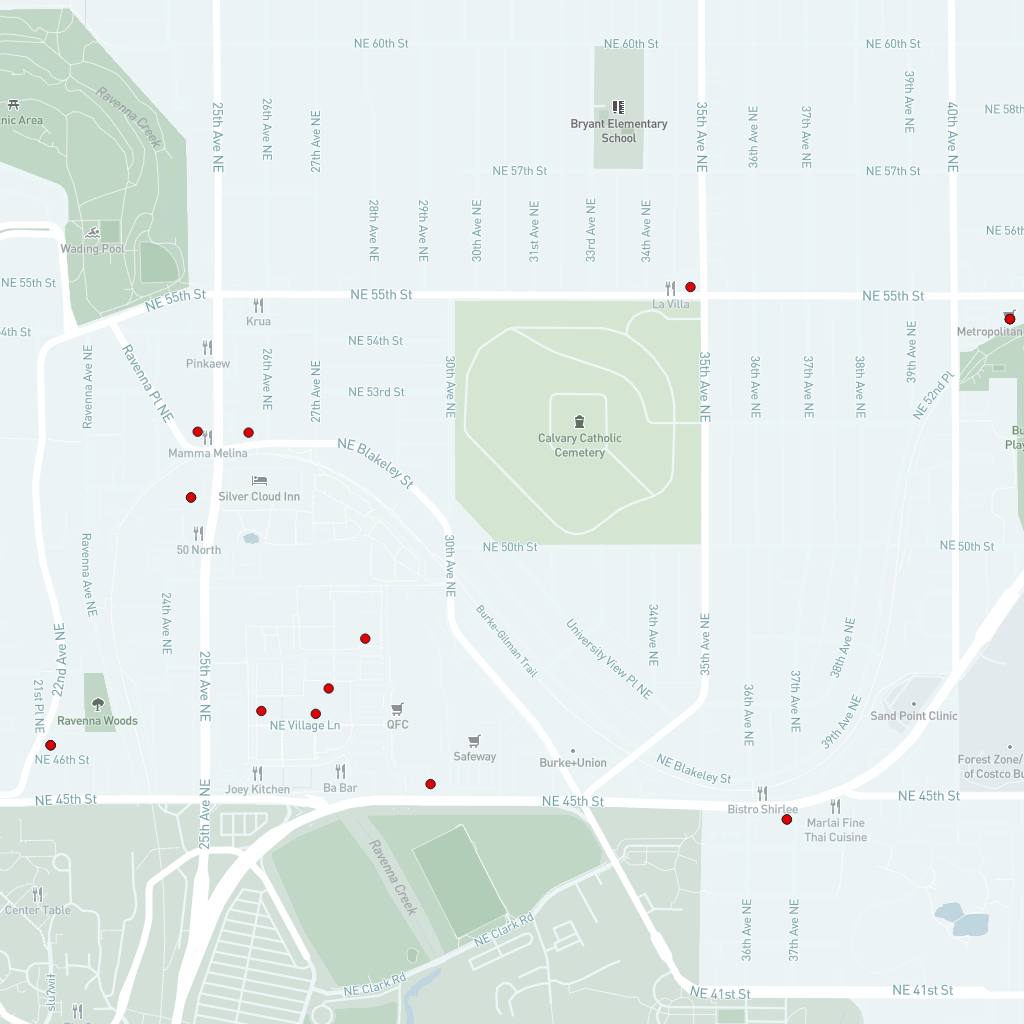 NE 60th St
NE 60th St
NE 60th St
Ravenna Creek
25th Ave NE
26th Ave NE
27th Ave NE
Bryant Elementary
School
35th Ave NE
36th Ave NE
37th Ave NE
39th Ave NE
40th Ave NE
NE 58th
nic Area
NE 57th St
NE 57th St
28th Ave NE
29th Ave NE
30th Ave NE
31st Ave NE
33rd Ave NE
34th Ave NE
NE 56th
Wading Pool
NE 55th St
NE 55th St
NE 55th St
NE 55th St
La Villa
Krua
4th St
Metropolitan
NE 54th St
Pinkaew
Ravenna Ave NE
Ravenna Pl NE
26th Ave NE
27th Ave NE
NE 53rd St
30th Ave NE
35th Ave NE
36th Ave NE
37th Ave NE
38th Ave NE
39th Ave NE
NE 52nd Pl
Calvary Catholic
Cemetery
Bu
Play
Mamma Melina
NE Blakeley St
Silver Cloud Inn
50 North
NE 50th St
NE 50th St
Ravenna Ave NE
24th Ave NE
30th Ave NE
Burke-Gilman Trail
University View Pl NE
34th Ave NE
35th Ave NE
38th Ave NE
22nd Ave NE
21st Pl NE
25th Ave NE
Ravenna Woods
NE Village Ln
QFC
36th Ave NE
37th Ave NE
39th Ave NE
Sand Point Clinic
Safeway
Burke+Union
NE Blakeley St
NE 46th St
Forest Zone/
of Costco Bu
Joey Kitchen
Ba Bar
NE 45th St
NE 45th St
NE 45th St
25th Ave NE
Bistro Shirlee
Marlai Fine
Thai Cuisine
Ravenna Creek
Center Table
NE Clark Rd
NE Clark Rd
36th Ave NE
37th Ave NE
sluʔwiɫ
NE 41st St
NE 41st St